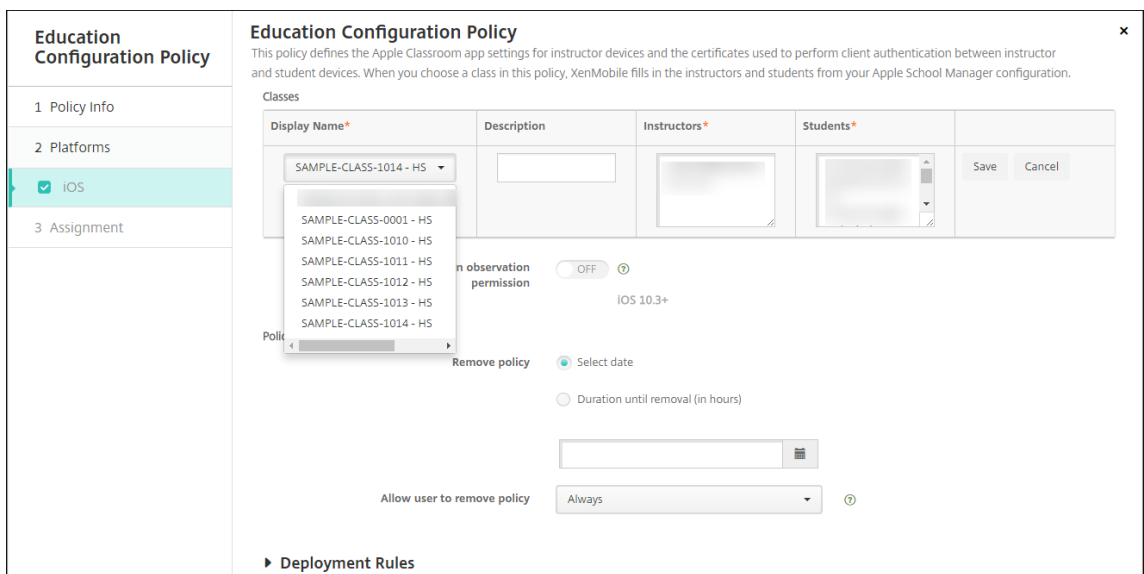 Education
Configuration Policy
1 Policy Info
2 Platforms
iOS
3 Assignment
Education Configuration Policy
This policy defines the Apple Classroom app settings for instructor devices and the certificates used to perform client authentication between instructor
and student devices. When you choose a class in this policy, XenMobile fills in the instructors and students from your Apple School Manager configuration.
Classes
Display Name* Description Instructors* Students*
SAMPLE-CLASS-1014 - HS Save Cancel
SAMPLE-CLASS-0001 - HS
SAMPLE-CLASS-1010 - HS
SAMPLE-CLASS-1011 - HS
SAMPLE-CLASS-1012 - HS
SAMPLE-CLASS-1013 - HS
SAMPLE-CLASS-1014 - HS
observation
permission
OFF
iOS 10.3+
Remove policy
Select date
Duration until removal (in hours)
Allow user to remove policy Always
Deployment Rules